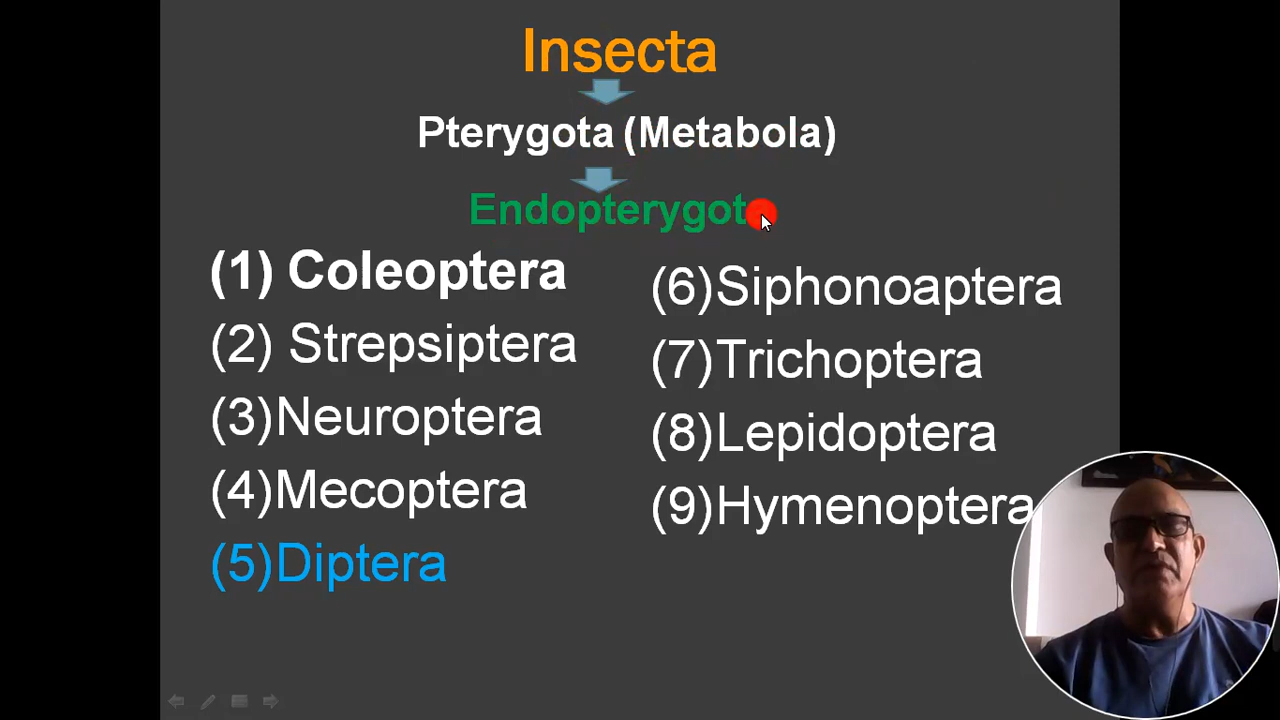 Insecta
Pterygota (Metabola)
Endopterygot
(1) Coleoptera
(2) Strepsiptera
(3)Neuroptera
(4)Mecoptera
(5)Diptera
(6)Siphonoaptera
(7)Trichoptera
(8)Lepidoptera
(9)Hymenoptera